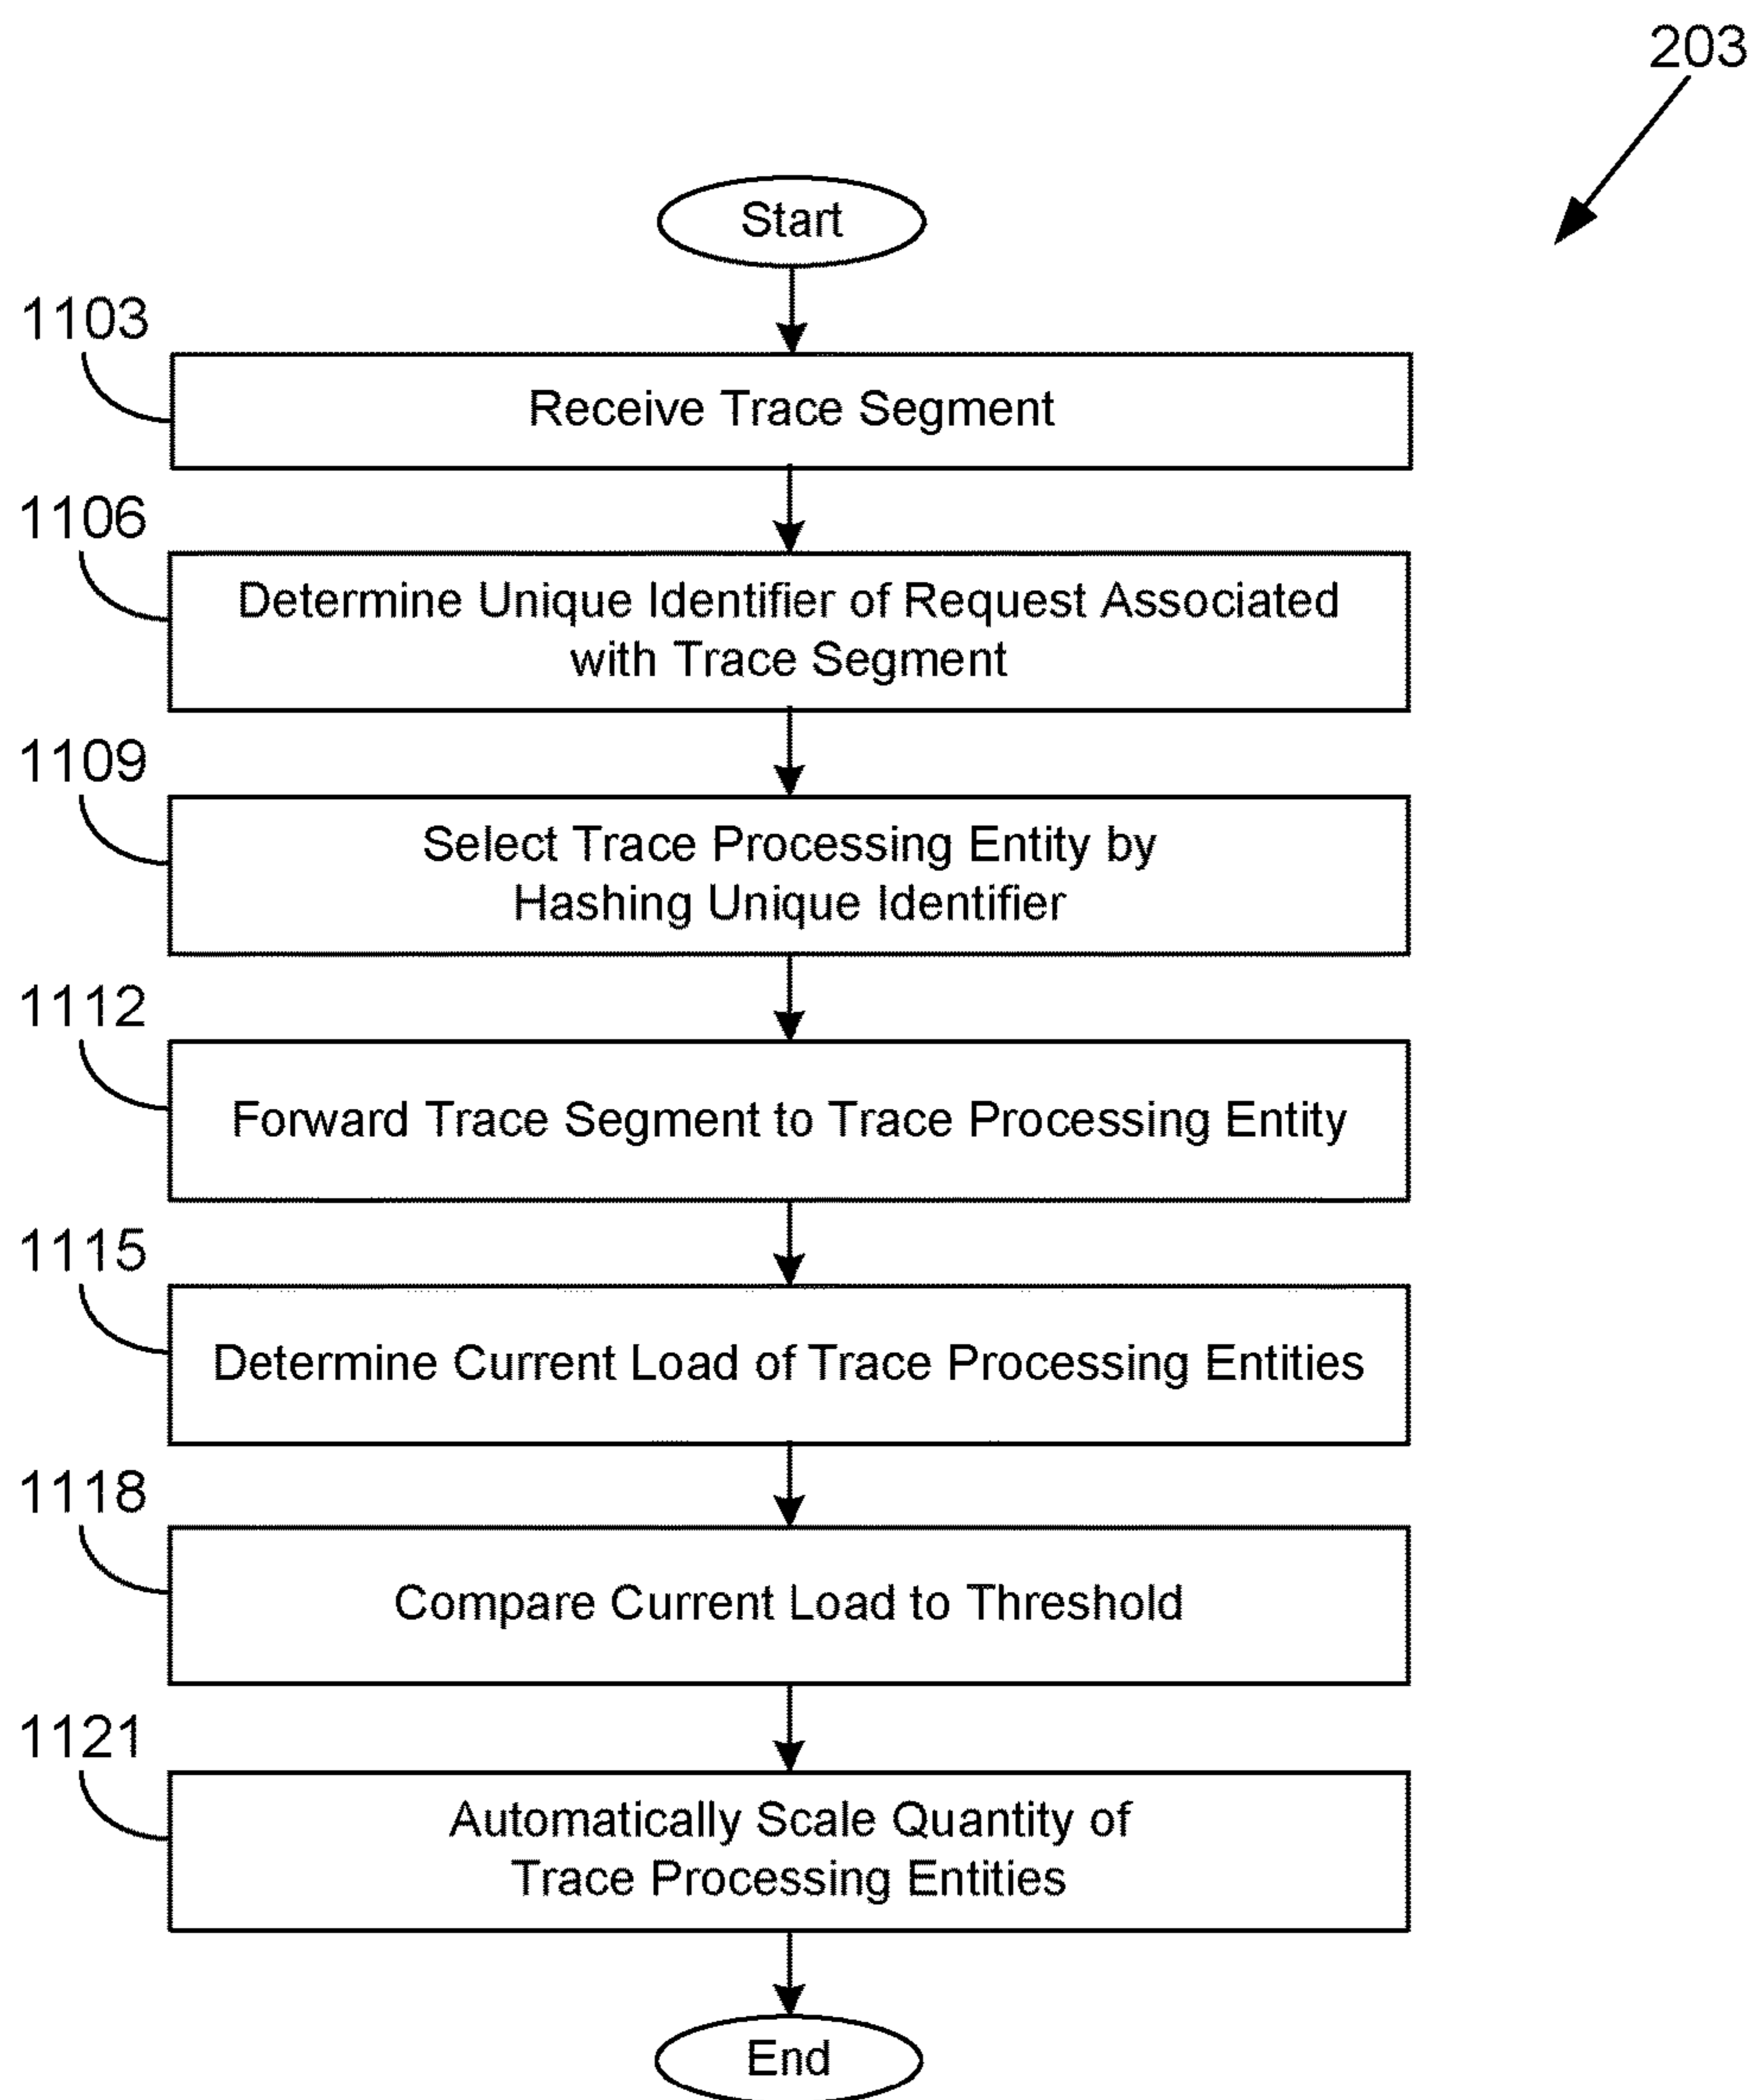 203
Start
1103
Receive Trace Segment
1106
Determine Unique Identifier of Request Associated
with Trace Segment
1109
Select Trace Processing Entity by
Hashing Unique Identifier
1112
Forward Trace Segment to Trace Processing Entity
1115
Determine Current Load of Trace Processing Entities
1118
Compare Current Load to Threshold
1121
Automatically Scale Quantity of
Trace Processing Entities
End